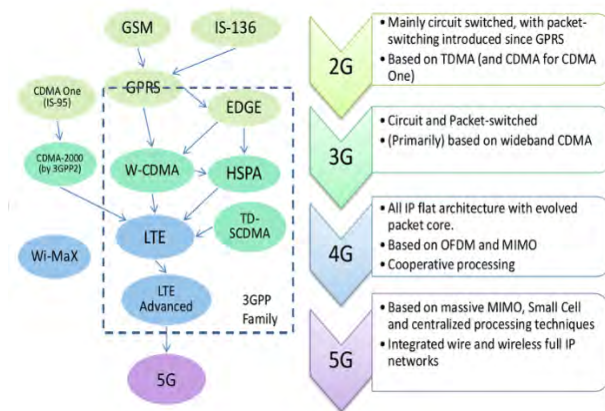 GSM
IS-136
GPRS
CDMA One
(IS-95)
EDGE
CDMA-2000
(by 3GPP2)
W-CDMA
HSPA
LTE
TD-
SCDMA
Wi-MaX
LTE
Advanced
3GPP
Family
5G
2G
• Mainly circuit switched, with packet-
switching introduced since GPRS
• Based on TDMA (and CDMA for CDMA
One)
3G
• Circuit and Packet-switched
• (Primarily) based on wideband CDMA
4G
• All IP flat architecture with evolved
packet core.
• Based on OFDM and MIMO
• Cooperative processing
5G
• Based on massive MIMO, Small Cell
and centralized processing techniques
• Integrated wire and wireless full IP
networks